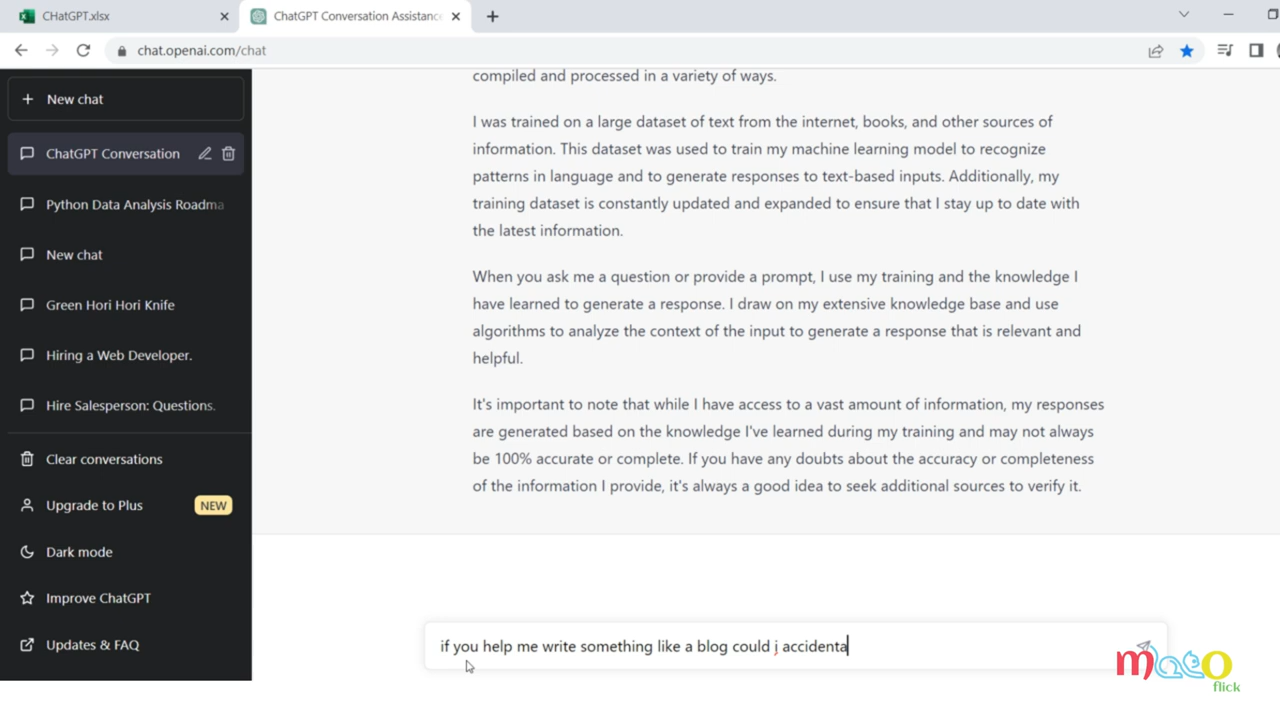 CHatGPT.xlsx
ChatGPT Conversation Assistance
chat.openai.com/chat
New chat
ChatGPT Conversation
Python Data Analysis Roadma
New chat
Green Hori Hori Knife
Hiring a Web Developer.
Hire Salesperson: Questions.
Clear conversations
Upgrade to Plus NEW
Dark mode
Improve ChatGPT
Updates & FAQ
compiled and processed in a variety of ways.
I was trained on a large dataset of text from the internet, books, and other sources of
information. This dataset was used to train my machine learning model to recognize
patterns in language and to generate responses to text-based inputs. Additionally, my
training dataset is constantly updated and expanded to ensure that I stay up to date with
the latest information.
When you ask me a question or provide a prompt, I use my training and the knowledge I
have learned to generate a response. I draw on my extensive knowledge base and use
algorithms to analyze the context of the input to generate a response that is relevant and
helpful.
It's important to note that while I have access to a vast amount of information, my responses
are generated based on the knowledge I've learned during my training and may not always
be 100% accurate or complete. If you have any doubts about the accuracy or completeness
of the information I provide, it's always a good idea to seek additional sources to verify it.
if you help me write something like a blog could i accidenta
flick